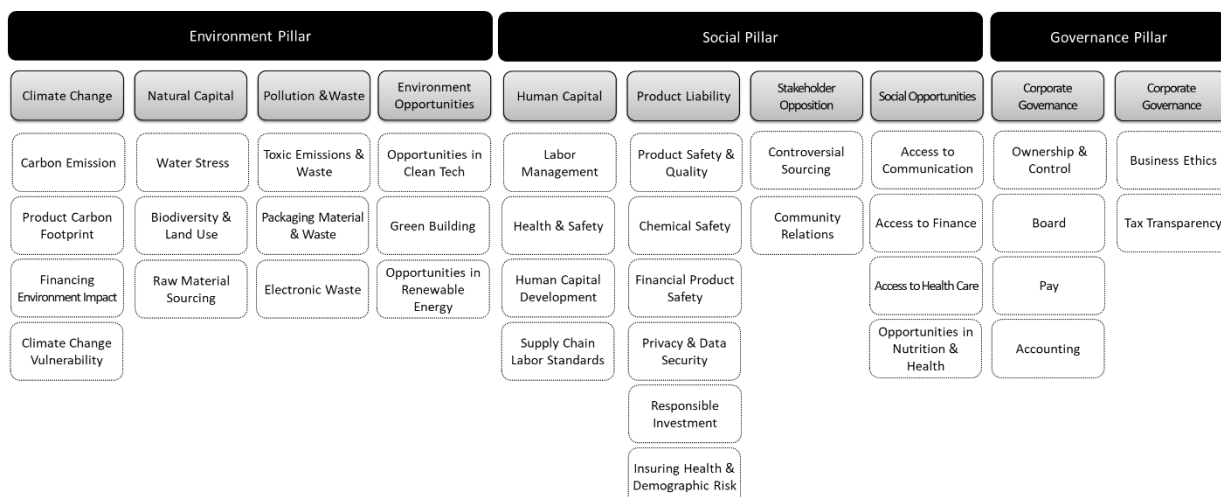 Environment Pillar
Social Pillar
Governance Pillar
Climate Change
Natural Capital
Pollution &Waste
Environment
Opportunities
Human Capital
Product Liability
Stakeholder
Opposition
Social Opportunities
Corporate
Governance
Corporate
Governance
Carbon Emission
Water Stress
Toxic Emissions &
Waste
Opportunities in
Clean Tech
Labor
Management
Product Safety &
Quality
Controversial
Sourcing
Access to
Communication
Ownership &
Control
Business Ethics
Product Carbon
Footprint
Biodiversity &
Land Use
Packaging Material
& Waste
Green Building
Health & Safety
Chemical Safety
Community
Relations
Access to Finance
Board
Tax Transparency
Financing
Environment Impact
Raw Material
Sourcing
Electronic Waste
Opportunities in
Renewable
Energy
Human Capital
Development
Financial Product
Safety
Access to Health Care
Pay
Climate Change
Vulnerability
Supply Chain
Labor Standards
Privacy & Data
Security
Opportunities in
Nutrition &
Health
Accounting
Responsible
Investment
Insuring Health &
Demographic Risk